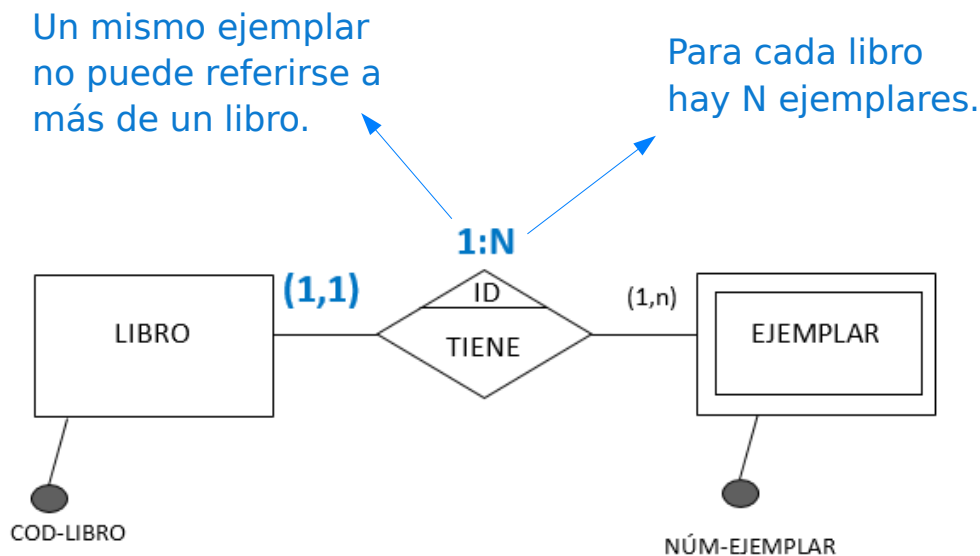 Un mismo ejemplar
no puede referirse a
más de un libro.
Para cada libro
hay N ejemplares.
1:N
(1,1)
ID
(1,n)
LIBRO
TIENE
EJEMPLAR
COD-LIBRO
NÚM-EJEMPLAR